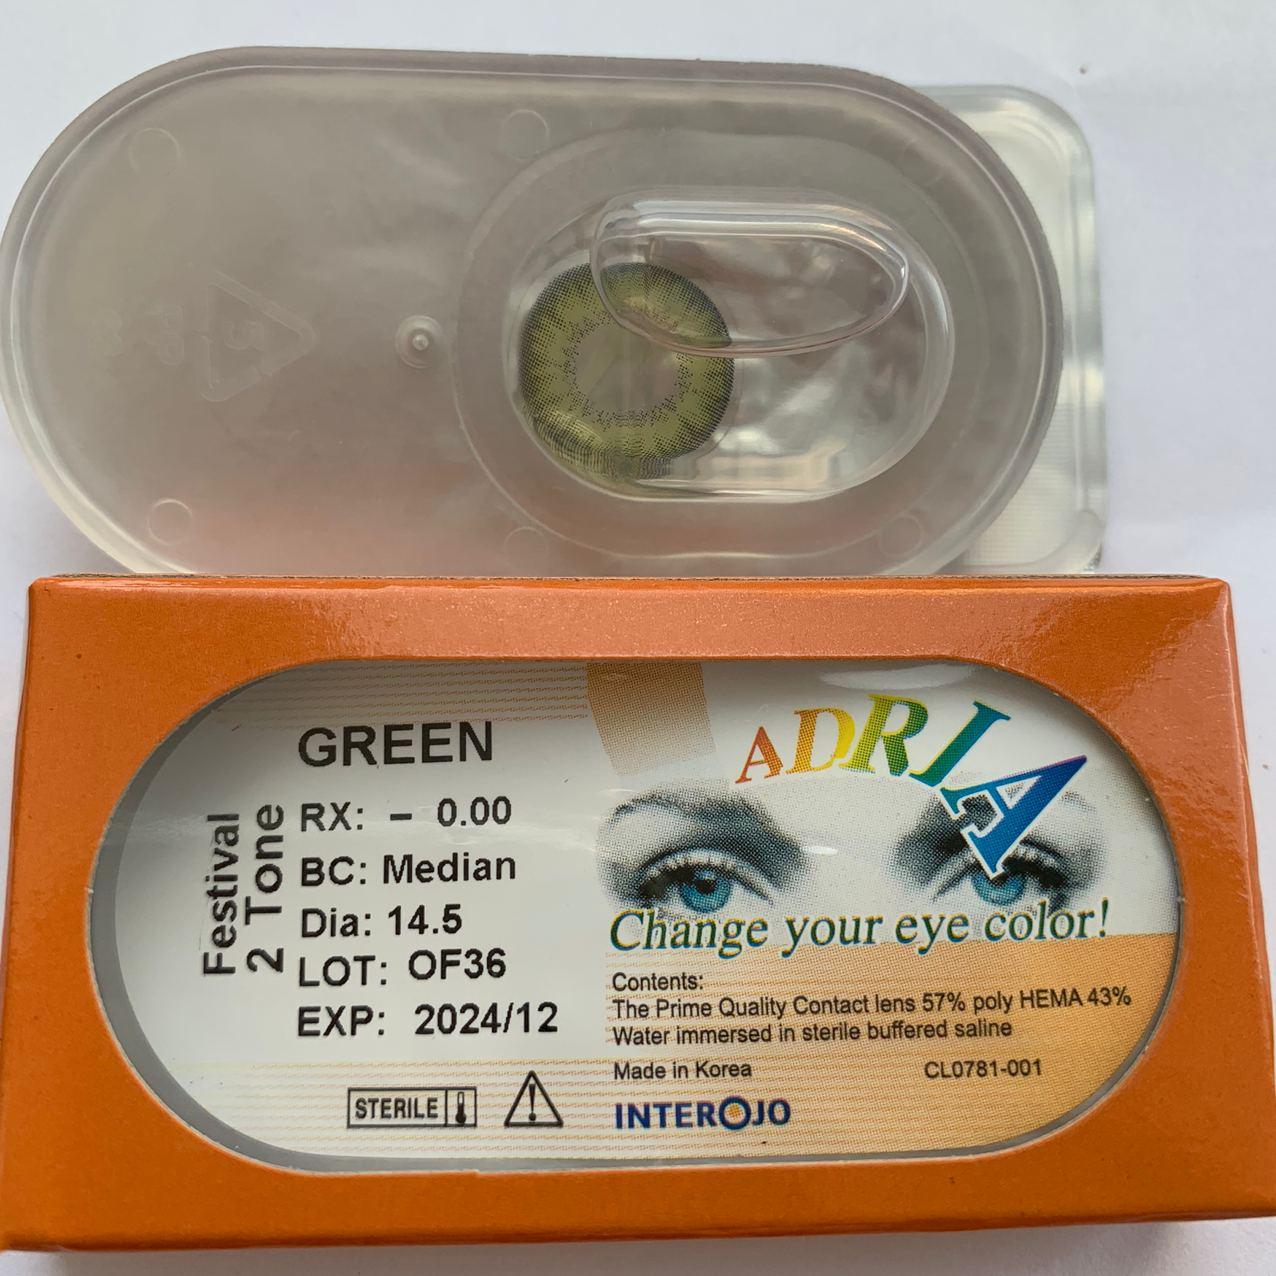 GREEN
Festival
2 Tone
RX: – 0.00
BC: Median
Dia: 14.5
LOT: OF36
EXP: 2024/12
STERILE
ADRIA
Change your eye color!
Contents:
The Prime Quality Contact lens 57% poly HEMA 43%
Water immersed in sterile buffered saline
Made in Korea CL0781-001
INTEROJO